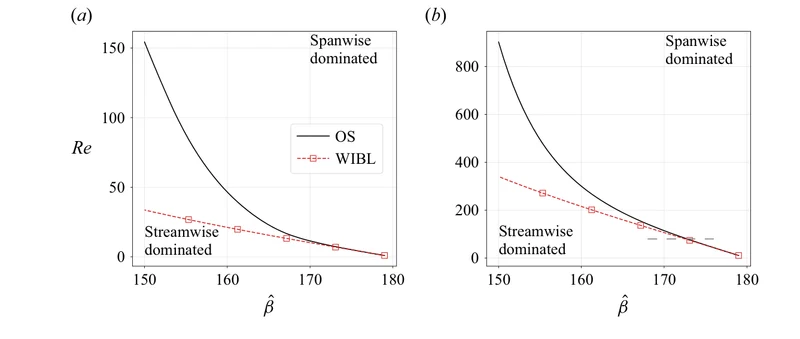 (a)
Spanwise
dominated
150
100
Re
OS
WIBL
50
Streamwise
dominated
0
150
160
170
180
β̂
(b)
Spanwise
dominated
800
600
400
200
Streamwise
dominated
0
150
160
170
180
β̂